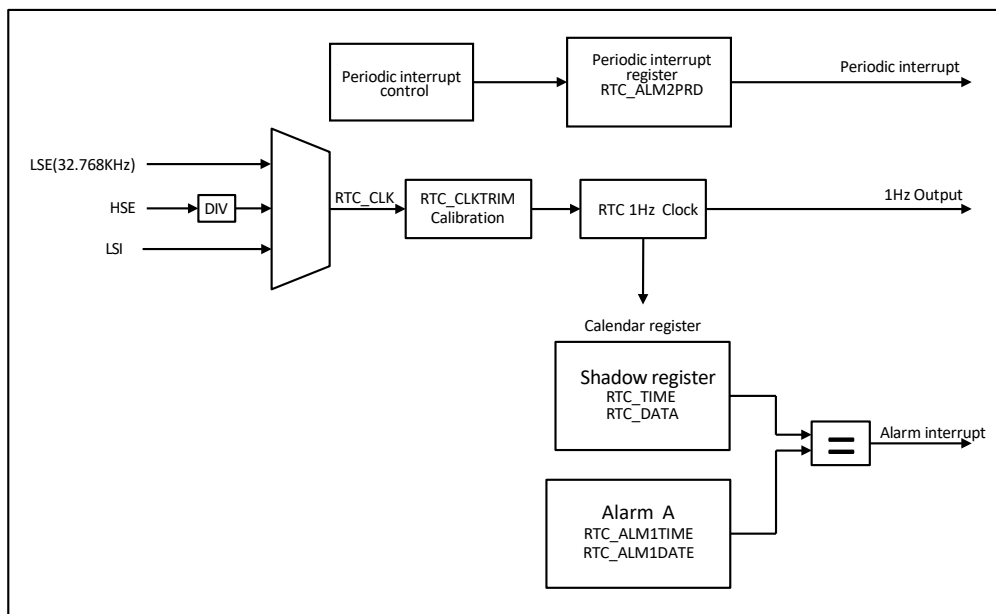 Periodic interrupt
control
Periodic interrupt
register
RTC_ALM2PRD
Periodic interrupt
LSE(32.768KHz)
HSE
DIV
LSI
RTC_CLK
RTC_CLKTRIM
Calibration
RTC 1Hz Clock
1Hz Output
Calendar register
Shadow register
RTC_TIME
RTC_DATA
=
Alarm interrupt
Alarm A
RTC_ALM1TIME
RTC_ALM1DATE